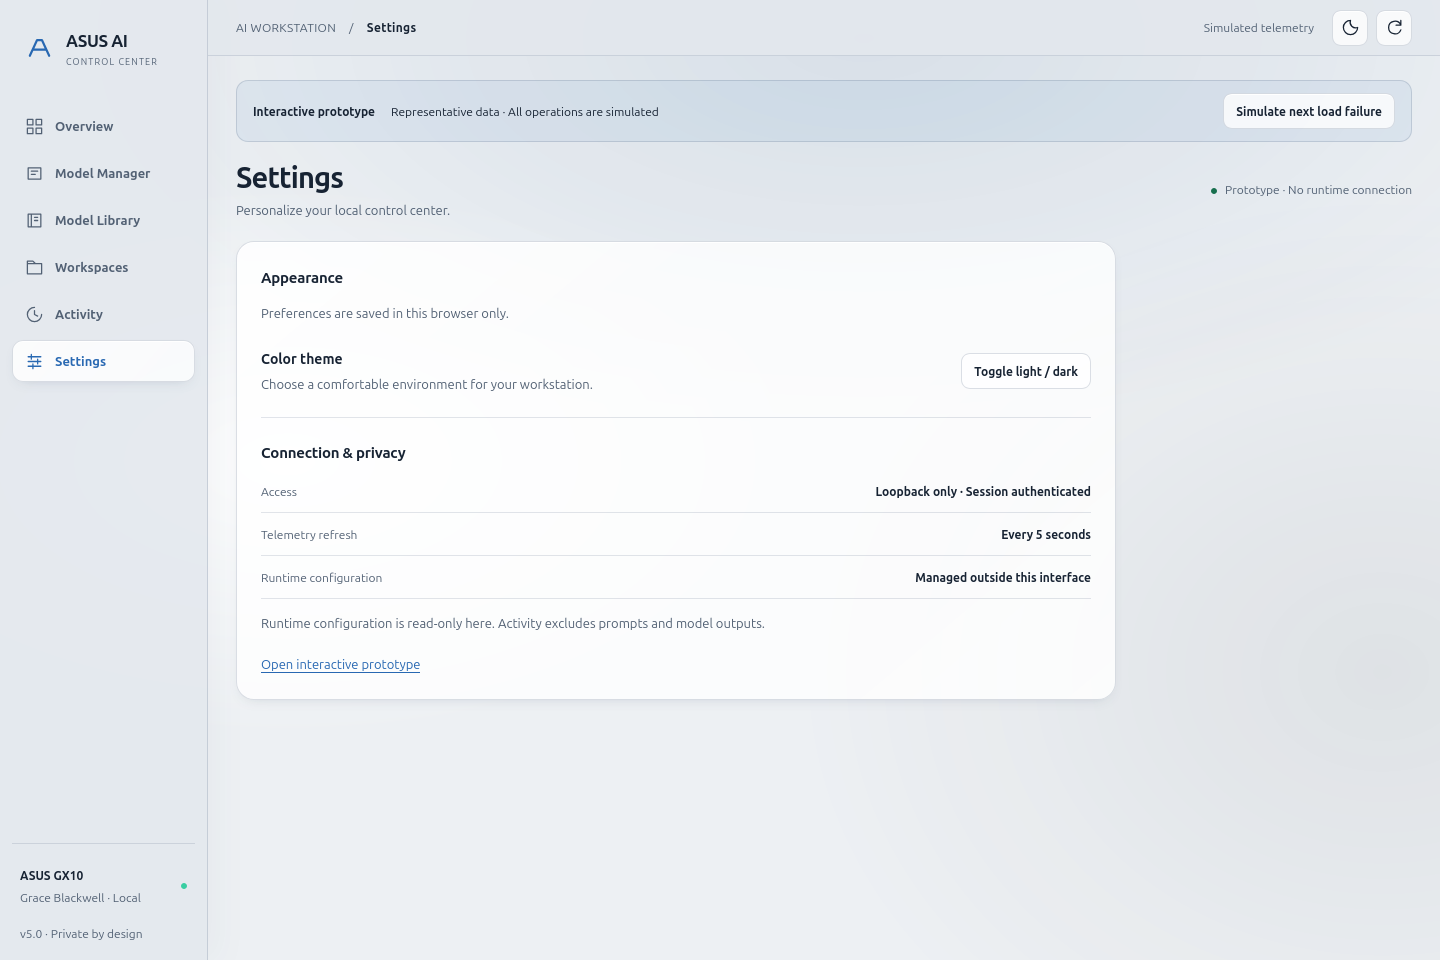 ASUS AI
CONTROL CENTER
Overview
Model Manager
Model Library
Workspaces
Activity
Settings
ASUS GX10
Grace Blackwell · Local
v5.0 · Private by design
AI WORKSTATION / Settings
Simulated telemetry
Interactive prototype Representative data · All operations are simulated
Simulate next load failure
Settings
Personalize your local control center.
Prototype · No runtime connection
Appearance
Preferences are saved in this browser only.
Color theme
Choose a comfortable environment for your workstation.
Toggle light / dark
Connection & privacy
Access Loopback only · Session authenticated
Telemetry refresh Every 5 seconds
Runtime configuration Managed outside this interface
Runtime configuration is read-only here. Activity excludes prompts and model outputs.
Open interactive prototype